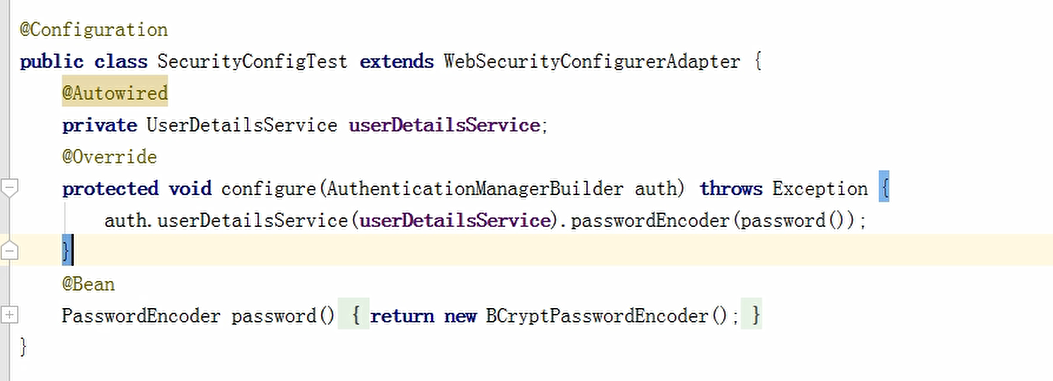 @Configuration
public class SecurityConfigTest extends WebSecurityConfigurerAdapter {
@Autowired
private UserDetailsService userDetailsService;
@Override
protected void configure(AuthenticationManagerBuilder auth) throws Exception {
auth.userDetailsService(userDetailsService).passwordEncoder(password());
}
@Bean
PasswordEncoder password() { return new BCryptPasswordEncoder(); }
}